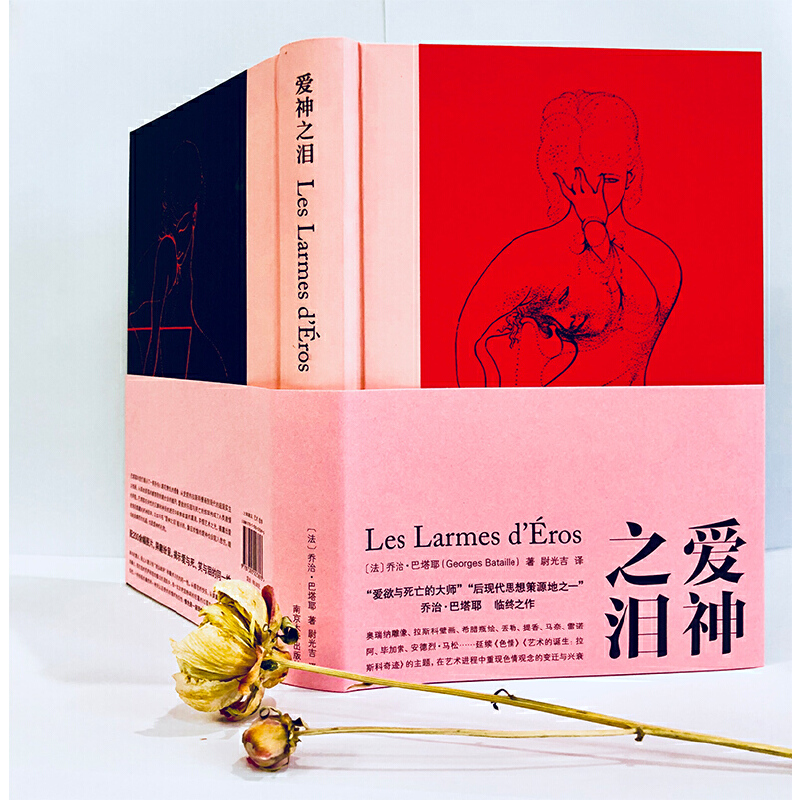 爱神之泪 Les Larmes d'Éros
〔法〕乔治·巴塔耶 著 尉光吉 译
南京大学出版
Les Larmes d'Éros
〔法〕乔治·巴塔耶(Georges Bataille) 著 尉光吉 译
“爱欲与死亡的大师”“后现代思想策源地之一”
乔治·巴塔耶 临终之作
奥瑞纳雕像、拉斯科壁画、希腊瓶绘、丢勒、提香、马奈、雷诺
阿、毕加索、安德烈·马松……延续《色情》《艺术的诞生：拉
斯科奇迹》的主题，在艺术进程中重现色情观念的变迁与兴衰
爱神
之泪